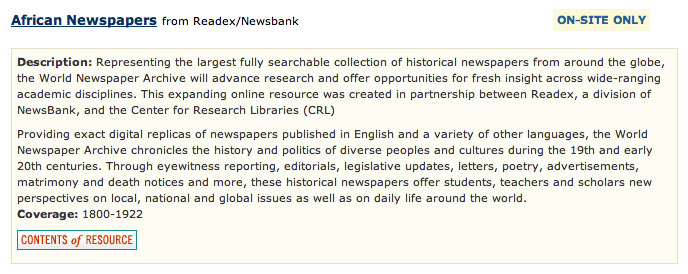 African Newspapers from Readex/Newsbank ON-SITE ONLY
Description: Representing the largest fully searchable collection of historical newspapers from around the globe,
the World Newspaper Archive will advance research and offer opportunities for fresh insight across wide-ranging
academic disciplines. This expanding online resource was created in partnership between Readex, a division of
NewsBank, and the Center for Research Libraries (CRL)
Providing exact digital replicas of newspapers published in English and a variety of other languages, the World
Newspaper Archive chronicles the history and politics of diverse peoples and cultures during the 19th and early
20th centuries. Through eyewitness reporting, editorials, legislative updates, letters, poetry, advertisements,
matrimony and death notices and more, these historical newspapers offer students, teachers and scholars new
perspectives on local, national and global issues as well as on daily life around the world.
Coverage: 1800-1922
CONTENTS of RESOURCE